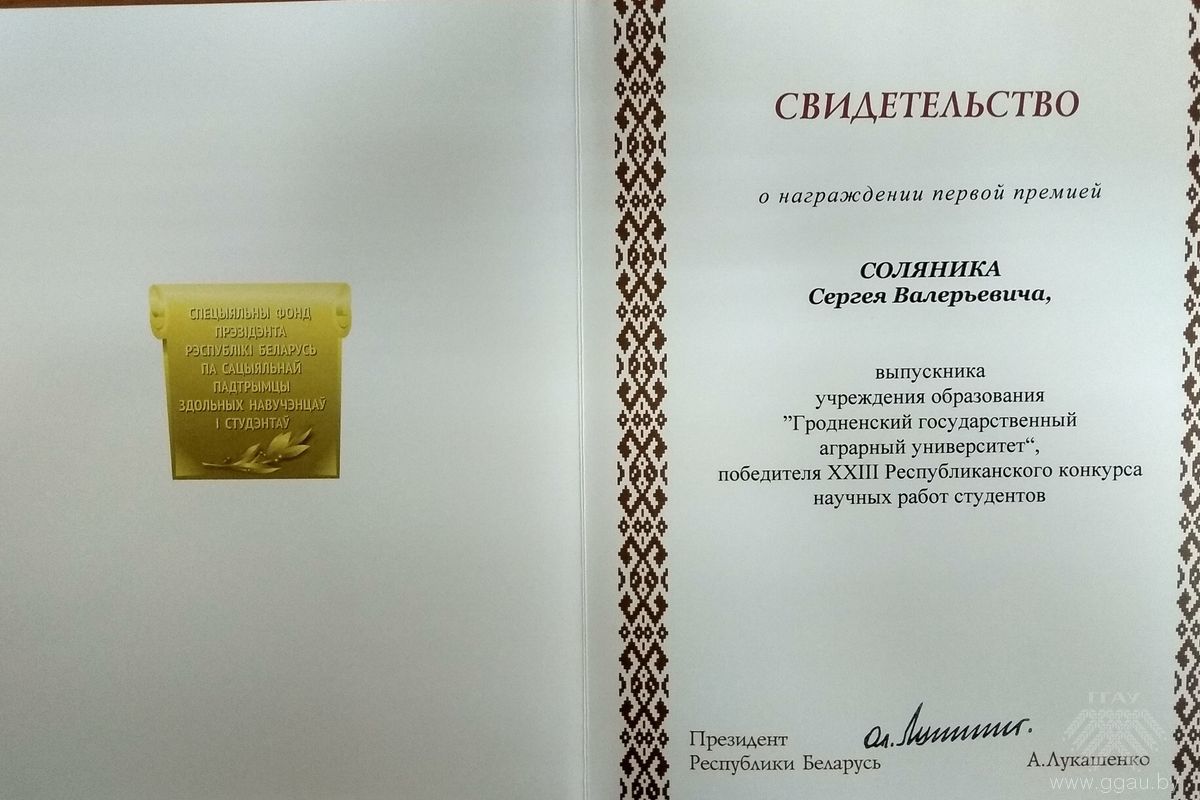 СПЕЦЫЯЛЬНЫ ФОНД
ПРЭЗІДЭНТА
РЭСПУБЛІКІ БЕЛАРУСЬ
ПА САЦЫЯЛЬНАЙ
ПАДТРЫМЦЫ
ЗДОЛЬНЫХ НАВУЧЭНЦАЎ
І СТУДЭНТАЎ
СВИДЕТЕЛЬСТВО
о награждении первой премией
СОЛЯНИКА
Сергея Валерьевича,
выпускника
учреждения образования
”Гродненский государственный
аграрный университет“,
победителя XXIII Республиканского конкурса
научных работ студентов
Президент
Республики Беларусь
А.Лукашенко
ГГАУ
www.ggau.by